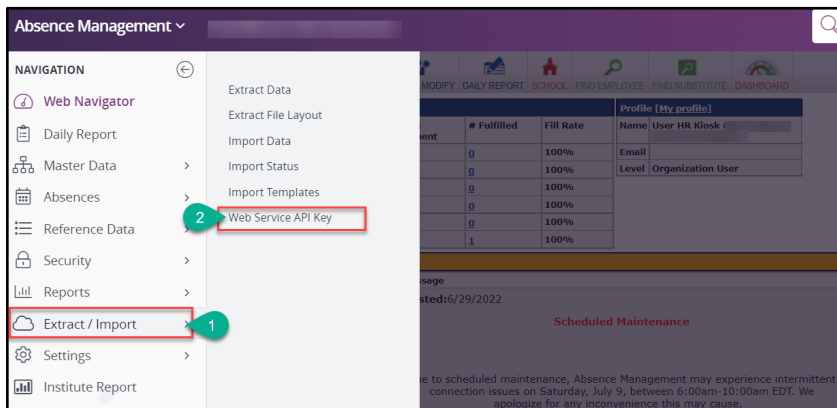 Absence Management
NAVIGATION
Web Navigator
Daily Report
Master Data
Absences
Reference Data
Security
Reports
Extract / Import
1
Settings
Institute Report
Extract Data
Extract File Layout
Import Data
Import Status
Import Templates
2
Web Service API Key
MODIFY DAILY REPORT SCHOOL FIND EMPLOYEE FIND SUBSTITUTE DASHBOARD
# Fulfilled Fill Rate
0 100%
0 100%
0 100%
0 100%
0 100%
1 100%
Profile [My profile]
Name User HR Kiosk
Email
Level Organization User
ssage
sted:6/29/2022
Scheduled Maintenance
e to scheduled maintenance, Absence Management may experience intermittent
connection issues on Saturday, July 9, between 6:00am-10:00am EDT. We
apologize for any inconvenience this may cause.